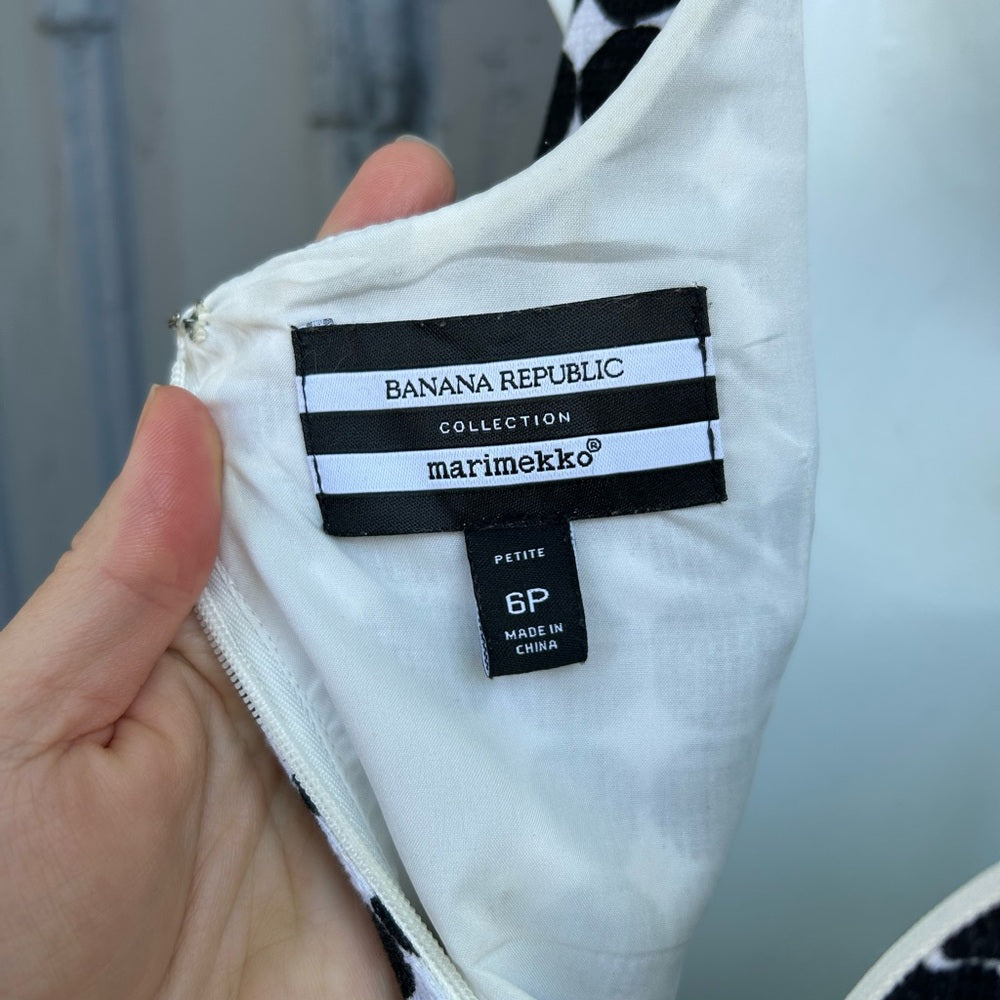 BANANA REPUBLIC
COLLECTION
marimekko®
PETITE
6P
MADE IN
CHINA